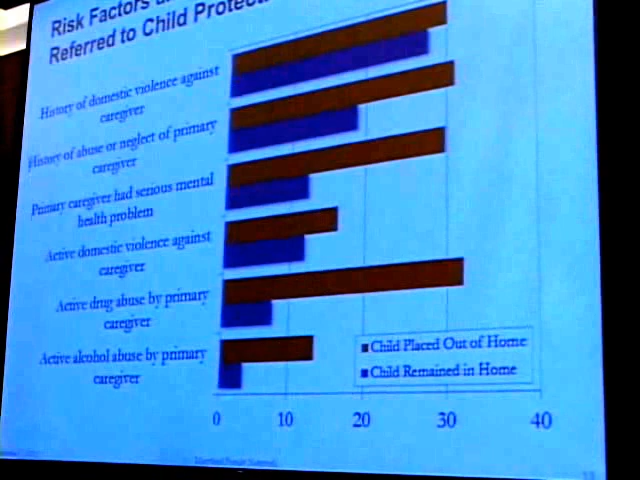 Risk Factors
Referred to Child
History of domestic violence against
caregiver
History of abuse or neglect of primary
caregiver
Primary caregiver had serious mental
health problem
Active domestic violence against
caregiver
Active drug abuse by primary
caregiver
Active alcohol abuse by primary
caregiver
Child Placed Out of Home
Child Remained in Home
0 10 20 30 40